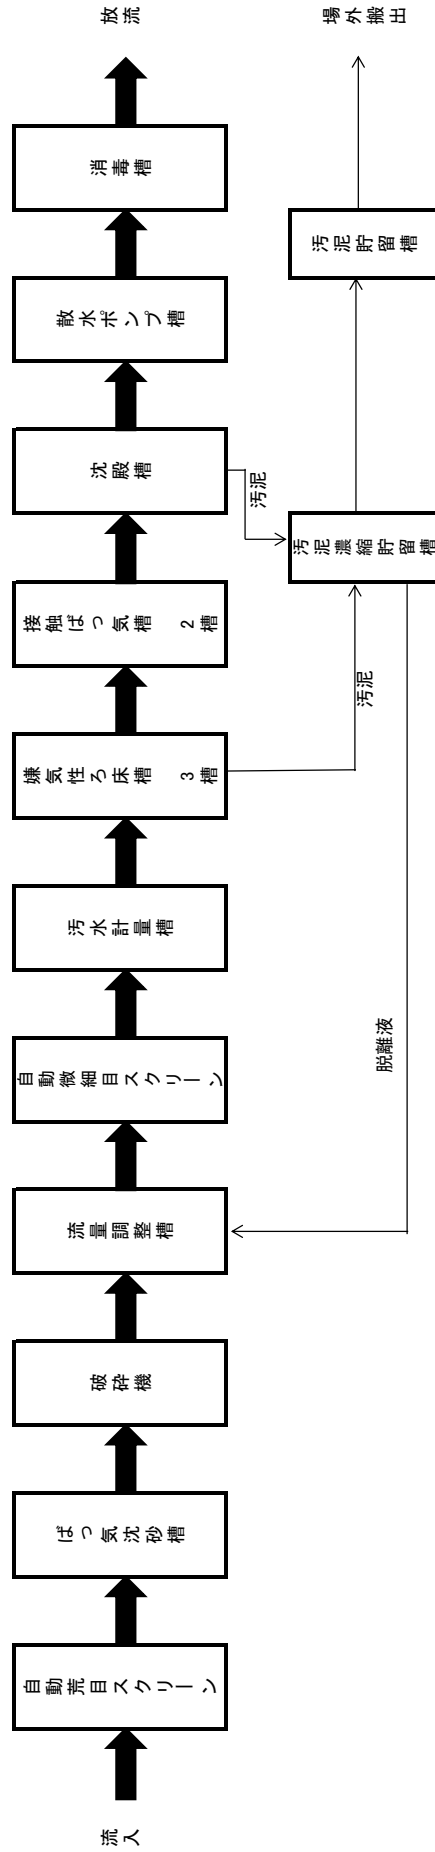 流入
自動荒目スクリーン
ばっ気沈砂槽
破砕機
流量調整槽
自動微細目スクリーン
汚水計量槽
嫌気性ろ床槽 3槽
接触ばっ気槽 2槽
沈殿槽
散水ポンプ槽
消毒槽
放流
汚泥
汚泥
脱離液
汚泥濃縮貯留槽
汚泥貯留槽
場外搬出